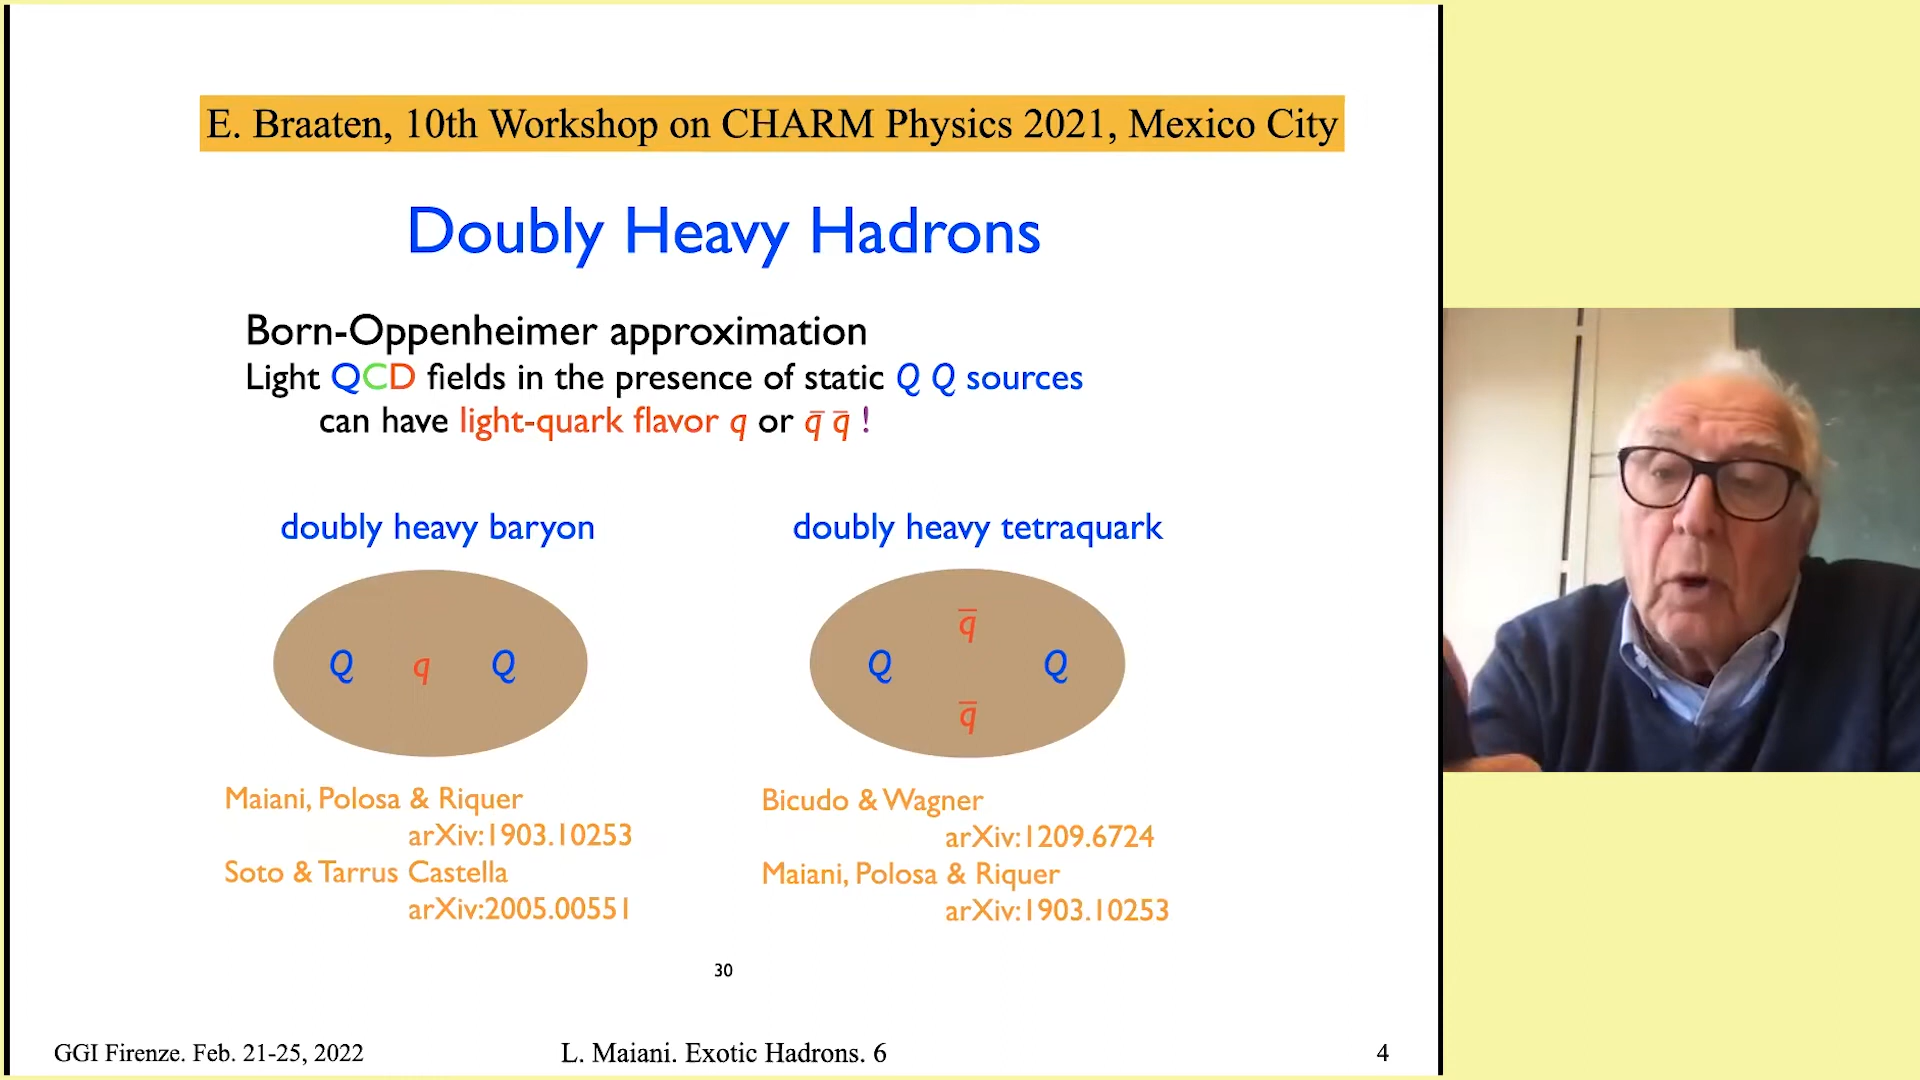 E. Braaten, 10th Workshop on CHARM Physics 2021, Mexico City
Doubly Heavy Hadrons
Born-Oppenheimer approximation
Light QCD fields in the presence of static Q Q sources
can have light-quark flavor q or q̄ q̄ !
doubly heavy baryon
Q q Q
Maiani, Polosa & Riquer
arXiv:1903.10253
Soto & Tarrus Castella
arXiv:2005.00551
doubly heavy tetraquark
q̄
Q Q
q̄
Bicudo & Wagner
arXiv:1209.6724
Maiani, Polosa & Riquer
arXiv:1903.10253
30
GGI Firenze. Feb. 21-25, 2022
L. Maiani. Exotic Hadrons. 6
4